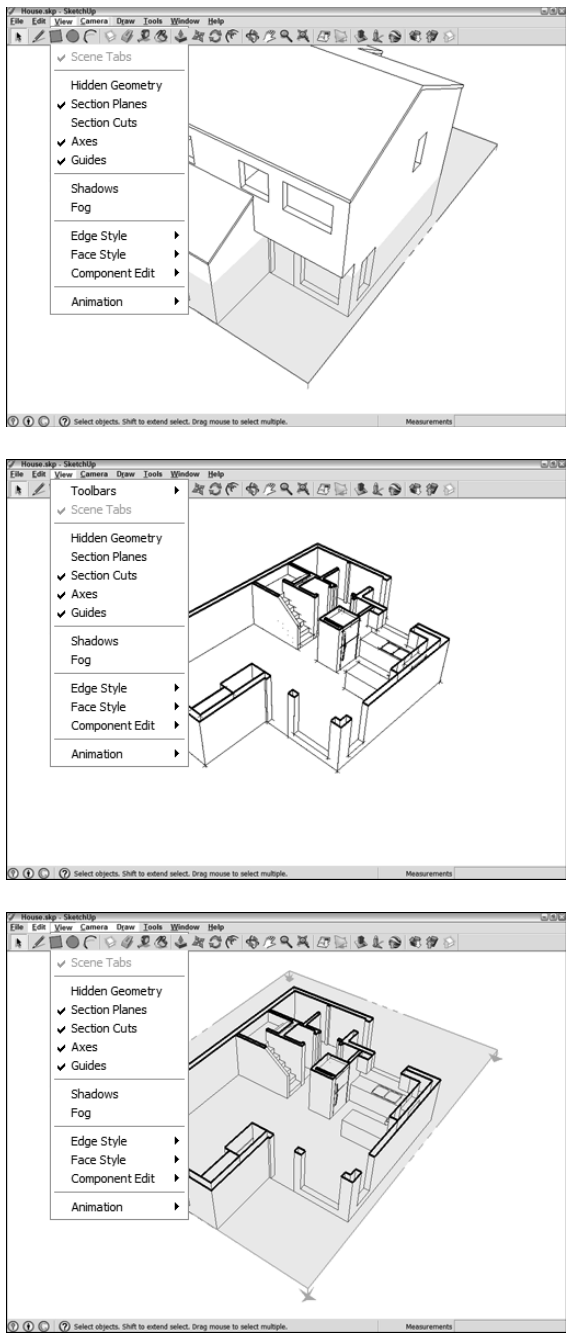 House.skp - SketchUp
File Edit View Camera Draw Tools Window Help
Scene Tabs
Hidden Geometry
Section Planes
Section Cuts
Axes
Guides
Shadows
Fog
Edge Style
Face Style
Component Edit
Animation
Select objects. Shift to extend select. Drag mouse to select multiple.
Measurements
House.skp - SketchUp
File Edit View Camera Draw Tools Window Help
Toolbars
Scene Tabs
Hidden Geometry
Section Planes
Section Cuts
Axes
Guides
Shadows
Fog
Edge Style
Face Style
Component Edit
Animation
Select objects. Shift to extend select. Drag mouse to select multiple.
Measurements
House.skp - SketchUp
File Edit View Camera Draw Tools Window Help
Scene Tabs
Hidden Geometry
Section Planes
Section Cuts
Axes
Guides
Shadows
Fog
Edge Style
Face Style
Component Edit
Animation
Select objects. Shift to extend select. Drag mouse to select multiple.
Measurements